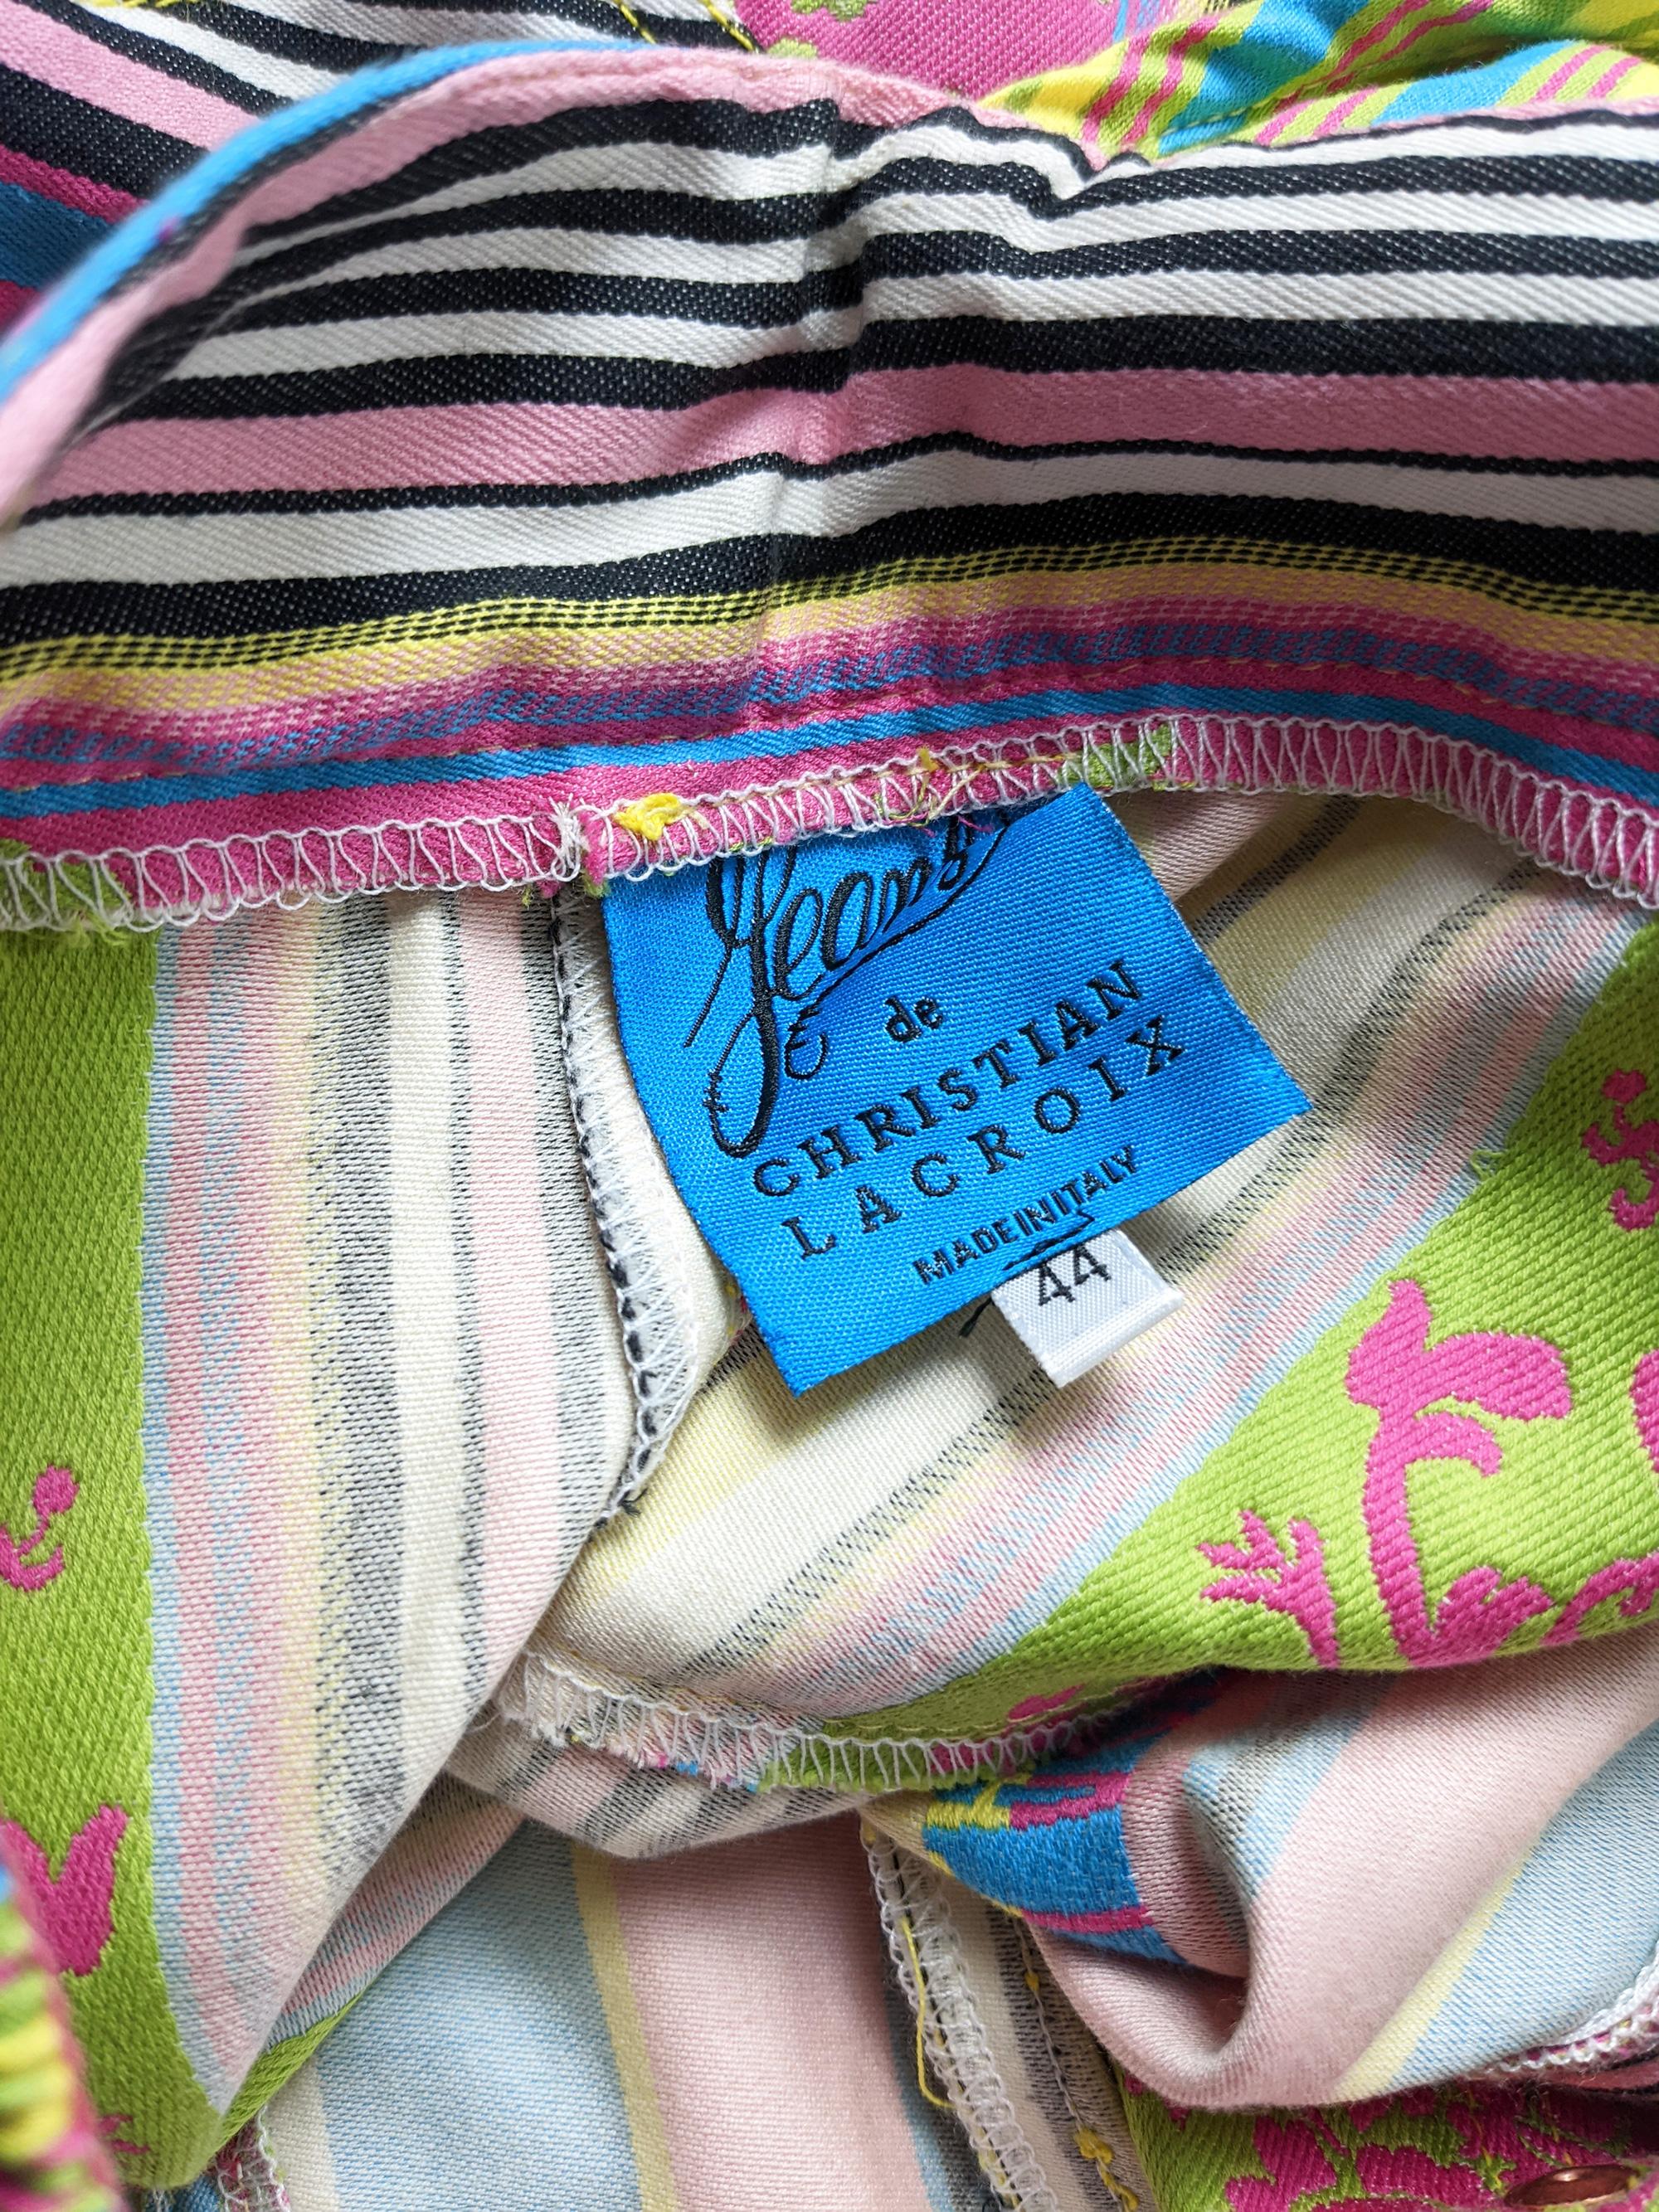 Jeans
de
CHRISTIAN
LACROIX
MADE IN ITALY
44